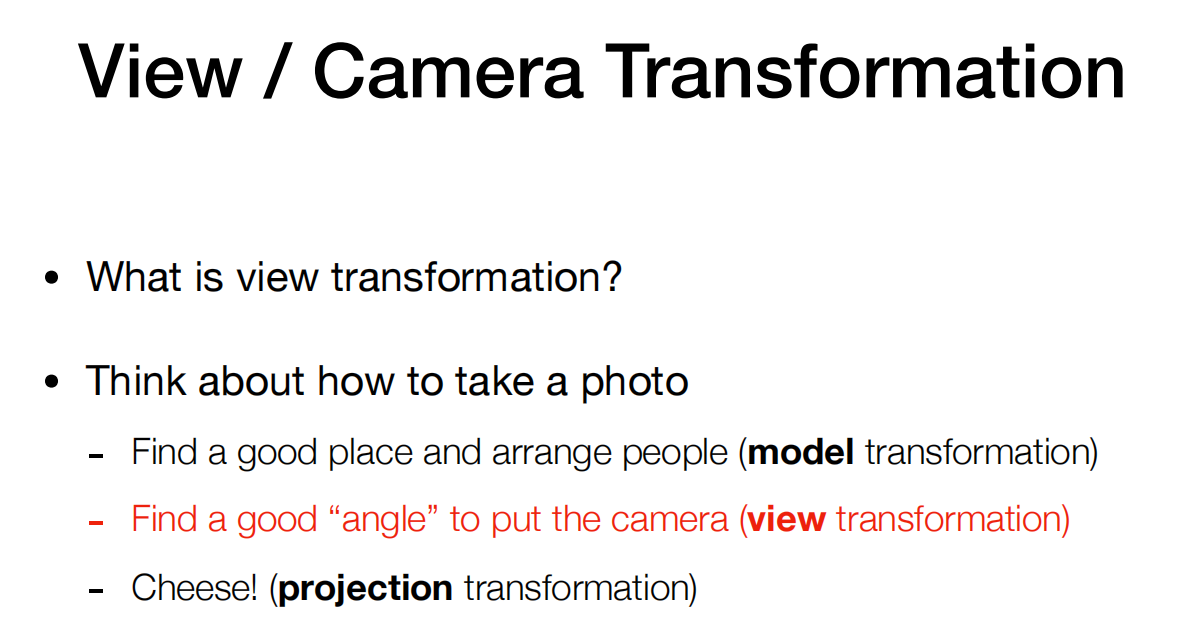 View / Camera Transformation
• What is view transformation?
• Think about how to take a photo
- Find a good place and arrange people (model transformation)
- Find a good “angle” to put the camera (view transformation)
- Cheese! (projection transformation)